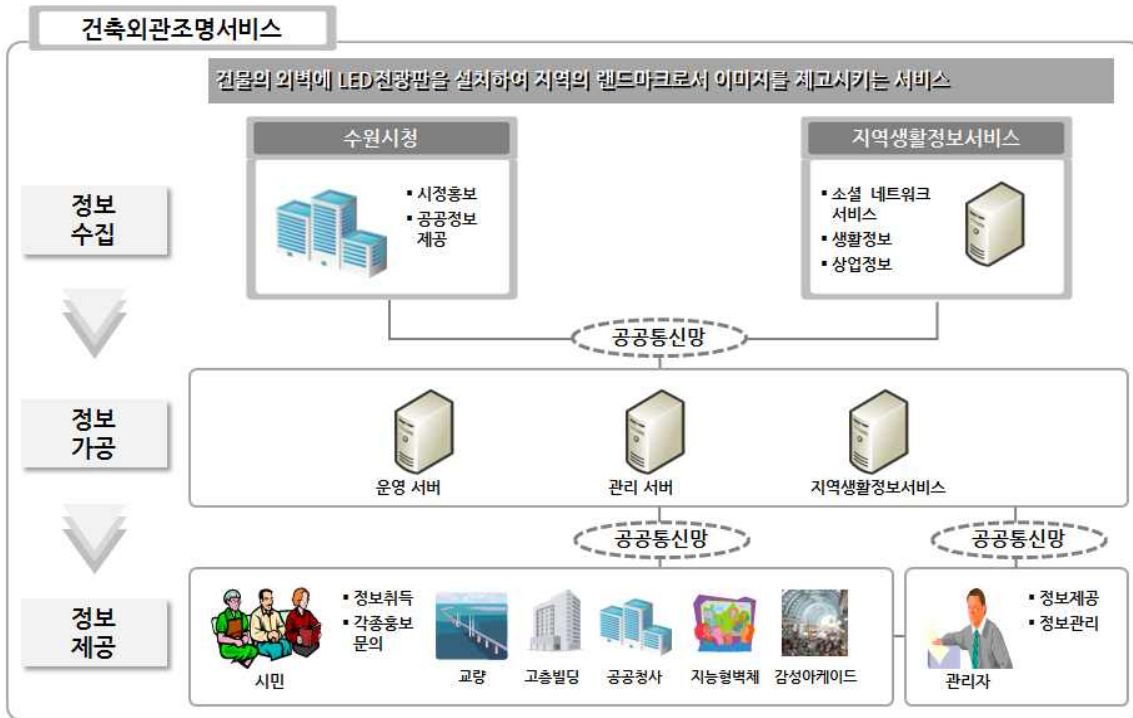 건축외관조명서비스
건물의 외벽에 LED전광판을 설치하여 지역의 랜드마크로서 이미지를 제고시키는 서비스
정보
수집
수원시청
▪ 시정홍보
▪ 공공정보
제공
지역생활정보서비스
▪ 소셜 네트워크
서비스
▪ 생활정보
▪ 상업정보
공공통신망
정보
가공
운영 서버
관리 서버
지역생활정보서비스
공공통신망
공공통신망
정보
제공
시민
▪ 정보취득
▪ 각종홍보
문의
교량
고층빌딩
공공청사
지능형벽체
감성아케이드
관리자
▪ 정보제공
▪ 정보관리